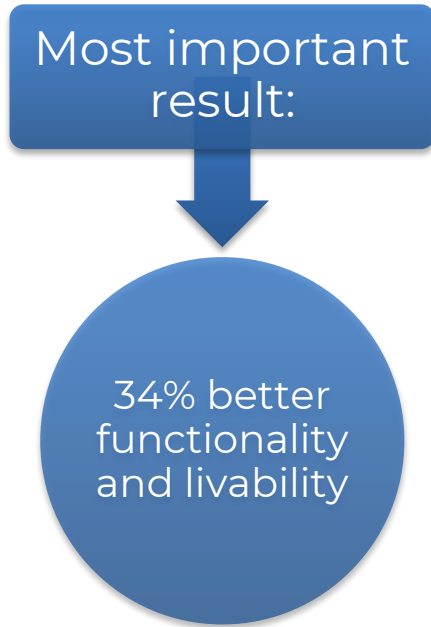 Most important
result:
34% better
functionality
and livability